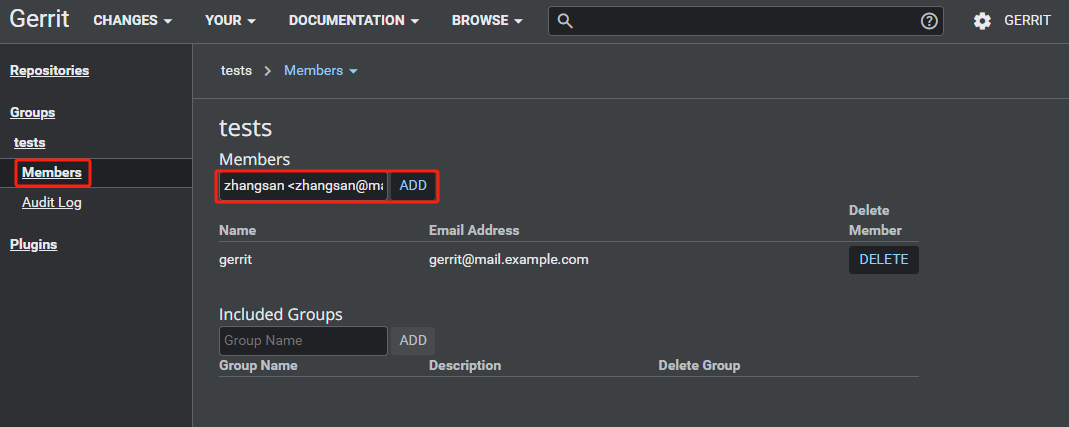 Gerrit CHANGES YOUR DOCUMENTATION BROWSE GERRIT
Repositories
Groups
tests
Members
Audit Log
Plugins
tests > Members
tests
Members
zhangsan <zhangsan@ma ADD
Name Email Address Delete Member
gerrit gerrit@mail.example.com DELETE
Included Groups
Group Name ADD
Group Name Description Delete Group